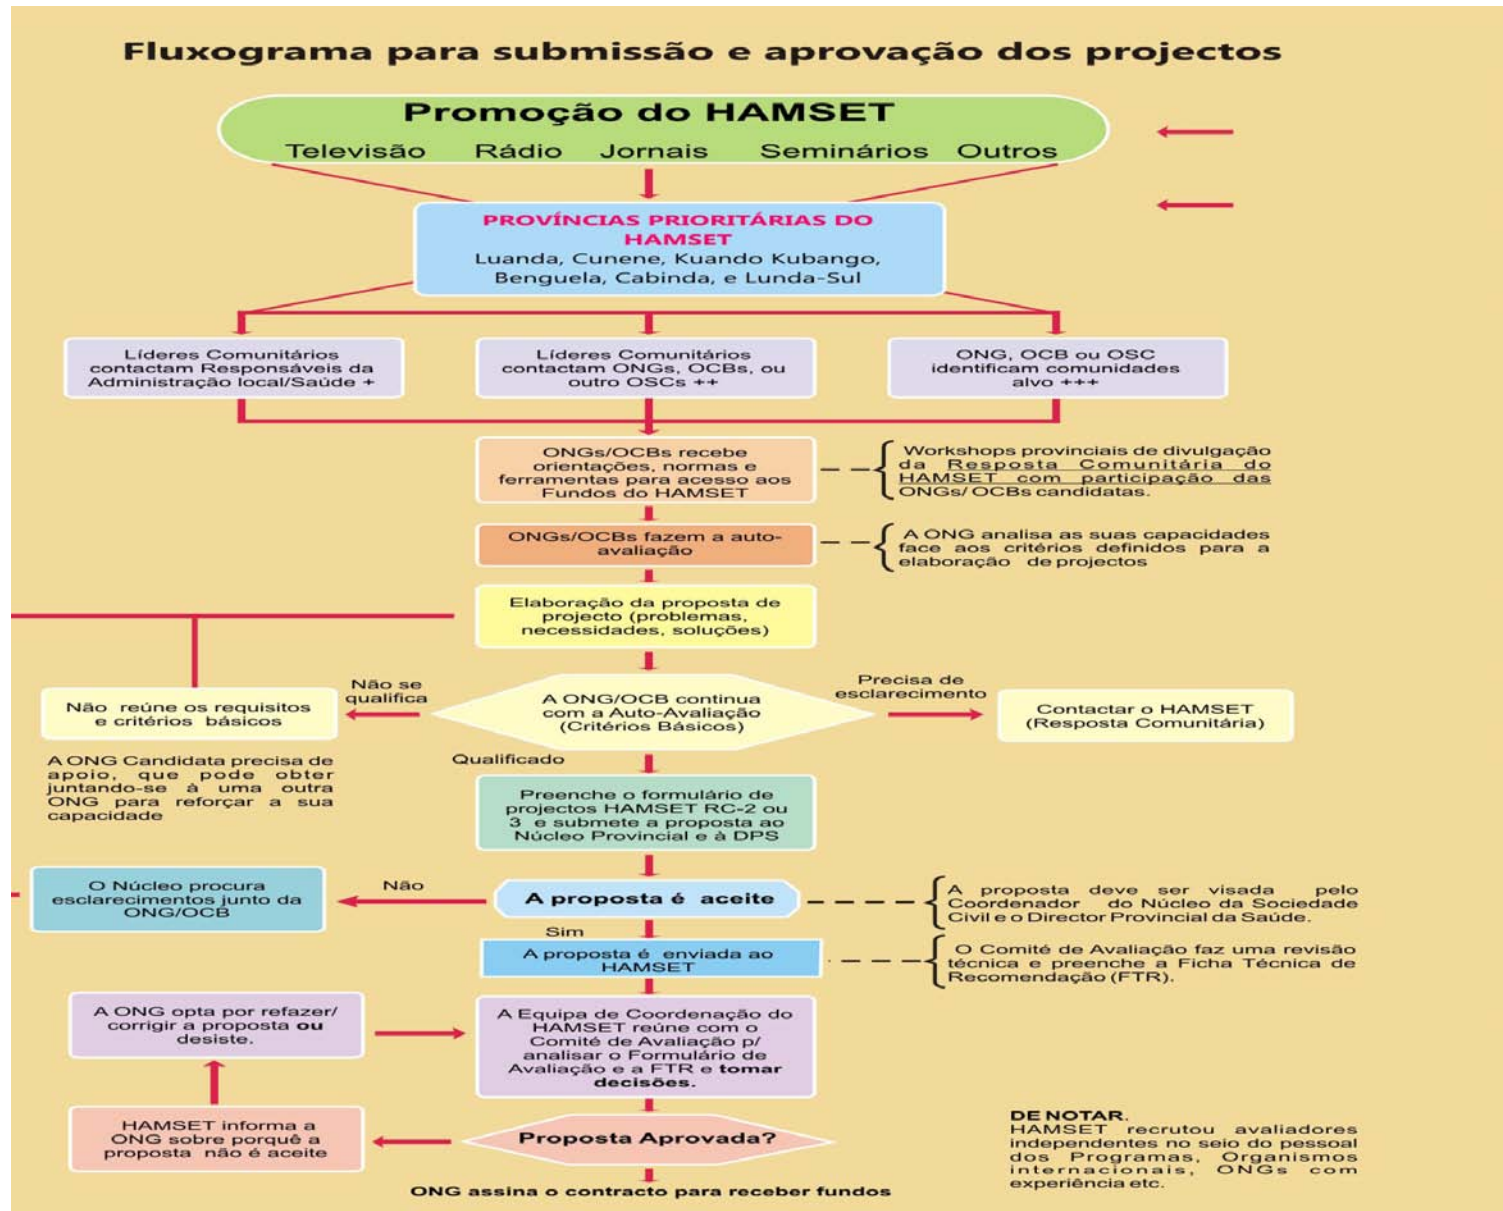 Fluxograma para submissão e aprovação dos projectos
Promoção do HAMSET
Televisão Rádio Jornais Seminários Outros
PROVÍNCIAS PRIORITÁRIAS DO
HAMSET
Luanda, Cunene, Kuando Kubango,
Benguela, Cabinda, e Lunda-Sul
Líderes Comunitários
contactam Responsáveis da
Administração local/Saúde +
Líderes Comunitários
contactam ONGs, OCBs, ou
outro OSCs ++
ONG, OCB ou OSC
identificam comunidades
alvo +++
ONGs/OCBs recebe
orientações, normas e
ferramentas para acesso aos
Fundos do HAMSET
Workshops provinciais de divulgação
da Resposta Comunitária do
HAMSET com participação das
ONGs/ OCBs candidatas.
ONGs/OCBs fazem a auto-
avaliação
A ONG analisa as suas capacidades
face aos critérios definidos para a
elaboração de projectos
Elaboração da proposta de
projecto (problemas,
necessidades, soluções)
Não se
qualifica
Precisa de
esclarecimento
Não reúne os requisitos
e critérios básicos
A ONG/OCB continua
com a Auto-Avaliação
(Critérios Básicos)
Contactar o HAMSET
(Resposta Comunitária)
A ONG Candidata precisa de
apoio, que pode obter
juntando-se à uma outra
ONG para reforçar a sua
capacidade
Qualificado
Preenche o formulário de
projectos HAMSET RC-2 ou
3 e submete a proposta ao
Núcleo Provincial e à DPS
O Núcleo procura
esclarecimentos junto da
ONG/OCB
Não
A proposta é aceite
A proposta deve ser visada pelo
Coordenador do Núcleo da Sociedade
Civil e o Director Provincial da Saúde.
Sim
A proposta é enviada ao
HAMSET
O Comité de Avaliação faz uma revisão
técnica e preenche a Ficha Técnica de
Recomendação (FTR).
A ONG opta por refazer/
corrigir a proposta ou
desiste.
A Equipa de Coordenação do
HAMSET reúne com o
Comité de Avaliação p/
analisar o Formulário de
Avaliação e a FTR e tomar
decisões.
HAMSET informa a
ONG sobre porquê a
proposta não é aceite
Proposta Aprovada?
DE NOTAR.
HAMSET recrutou avaliadores
independentes no seio do pessoal
dos Programas, Organismos
internacionais, ONGs com
experiência etc.
ONG assina o contracto para receber fundos